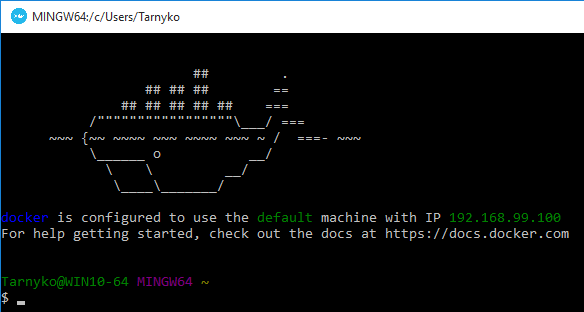 MINGW64:/c/Users/Tarnyko
                        ##         .
                  ## ## ##        ==
               ## ## ## ## ##    ===
           /"""""""""""""""""\___/ ===
      ~~~ {~~ ~~~~ ~~~ ~~~~ ~~~ ~ /  ===- ~~~
           \______ o           __/
             \    \         __/
              \____\_______/
docker is configured to use the default machine with IP 192.168.99.100
For help getting started, check out the docs at https://docs.docker.com
Tarnyko@WIN10-64 MINGW64 ~
$